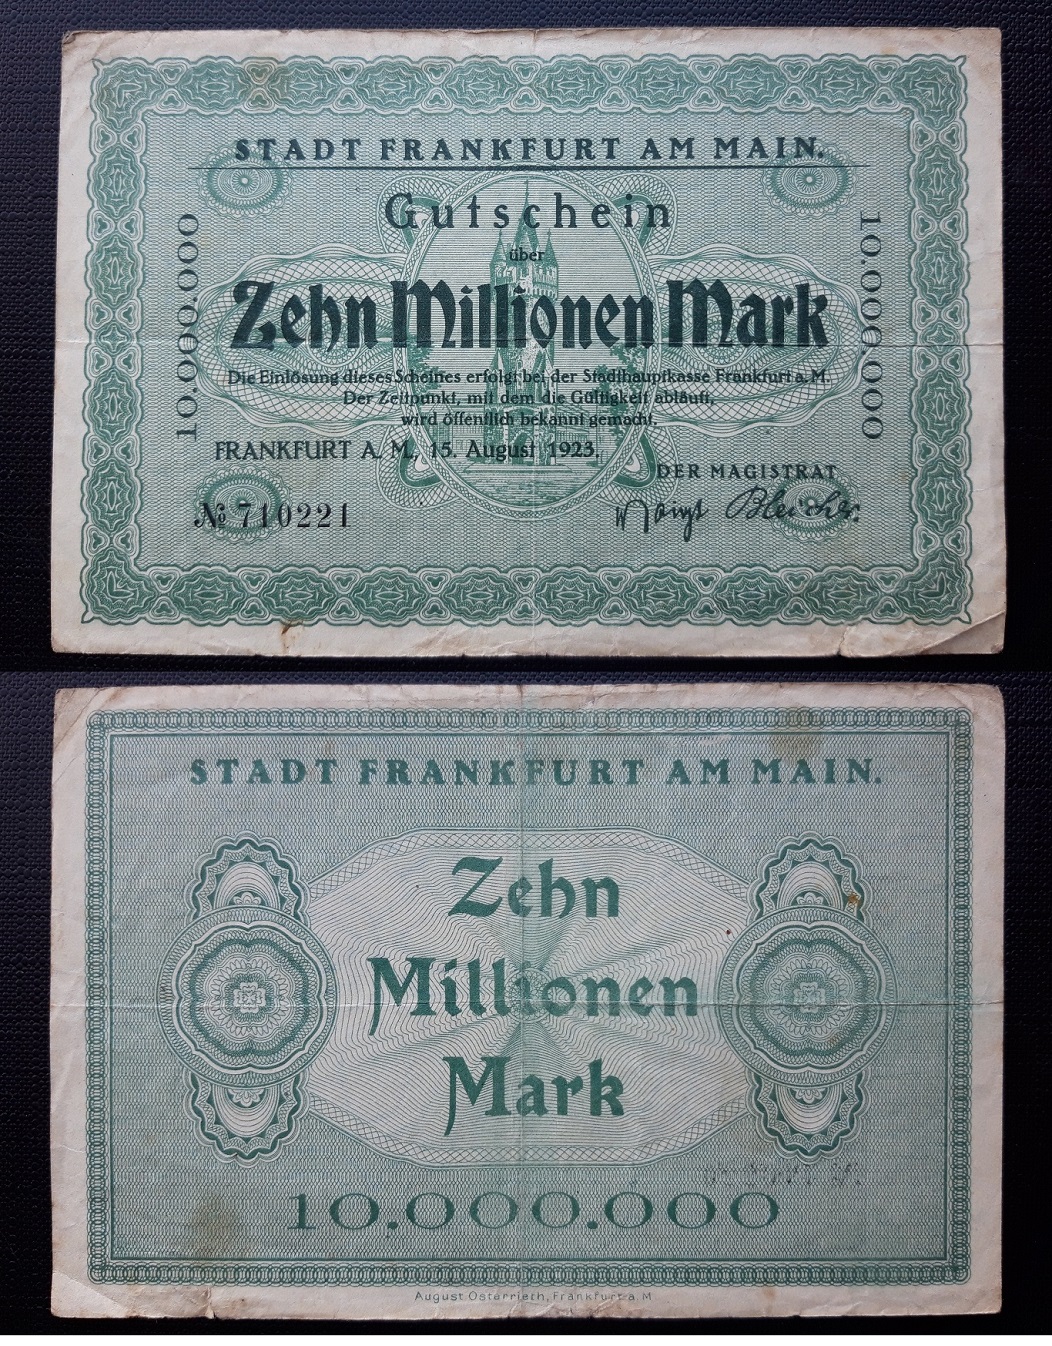 STADT FRANKFURT AM MAIN.
Gutschein
über
Zehn Millionen Mark
10.000.000
10.000.000
Die Einlösung dieses Scheines erfolgt bei der Stadthauptkasse Frankfurt a. M.
Der Zeitpunkt, mit dem die Gültigkeit abläuft,
wird öffentlich bekannt gemacht.
FRANKFURT A. M., 15. August 1923.
DER MAGISTRAT
№ 710221
Voigt Bleicher.
STADT FRANKFURT AM MAIN.
Zehn
Millionen
Mark
10.000.000
August Osterrieth, Frankfurt a. M